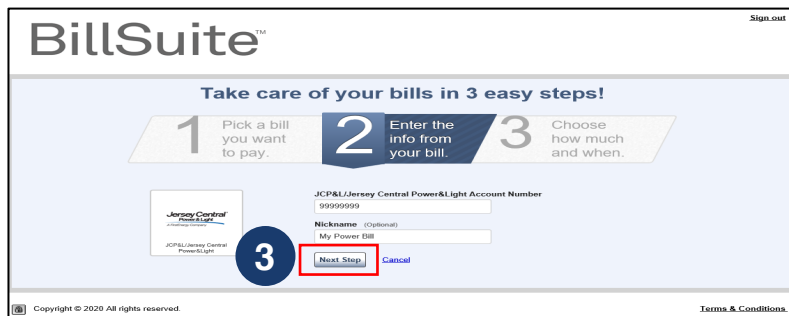 Sign out
BillSuite™
Take care of your bills in 3 easy steps!
1
Pick a bill
you want
to pay.
2
Enter the
info from
your bill.
3
Choose
how much
and when.
Jersey Central
Power & Light
A FirstEnergy Company
JCP&L/Jersey Central
Power&Light
JCP&L/Jersey Central Power&Light Account Number
99999999
Nickname (Optional)
My Power Bill
3
Next Step
Cancel
Copyright © 2020 All rights reserved.
Terms & Conditions